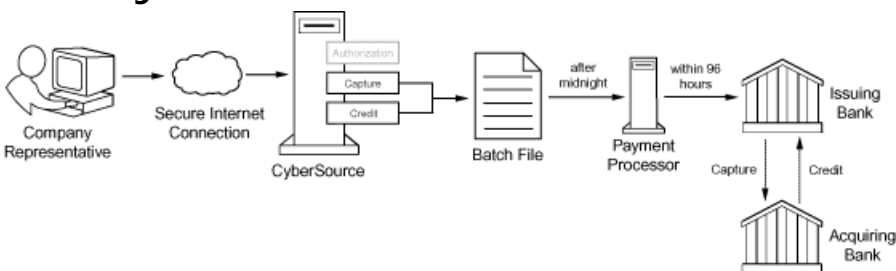 Authorization
Capture
Credit
after
midnight
within 96
hours
Issuing
Bank
Company
Representative
Secure Internet
Connection
CyberSource
Batch File
Payment
Processor
Capture
Credit
Acquiring
Bank